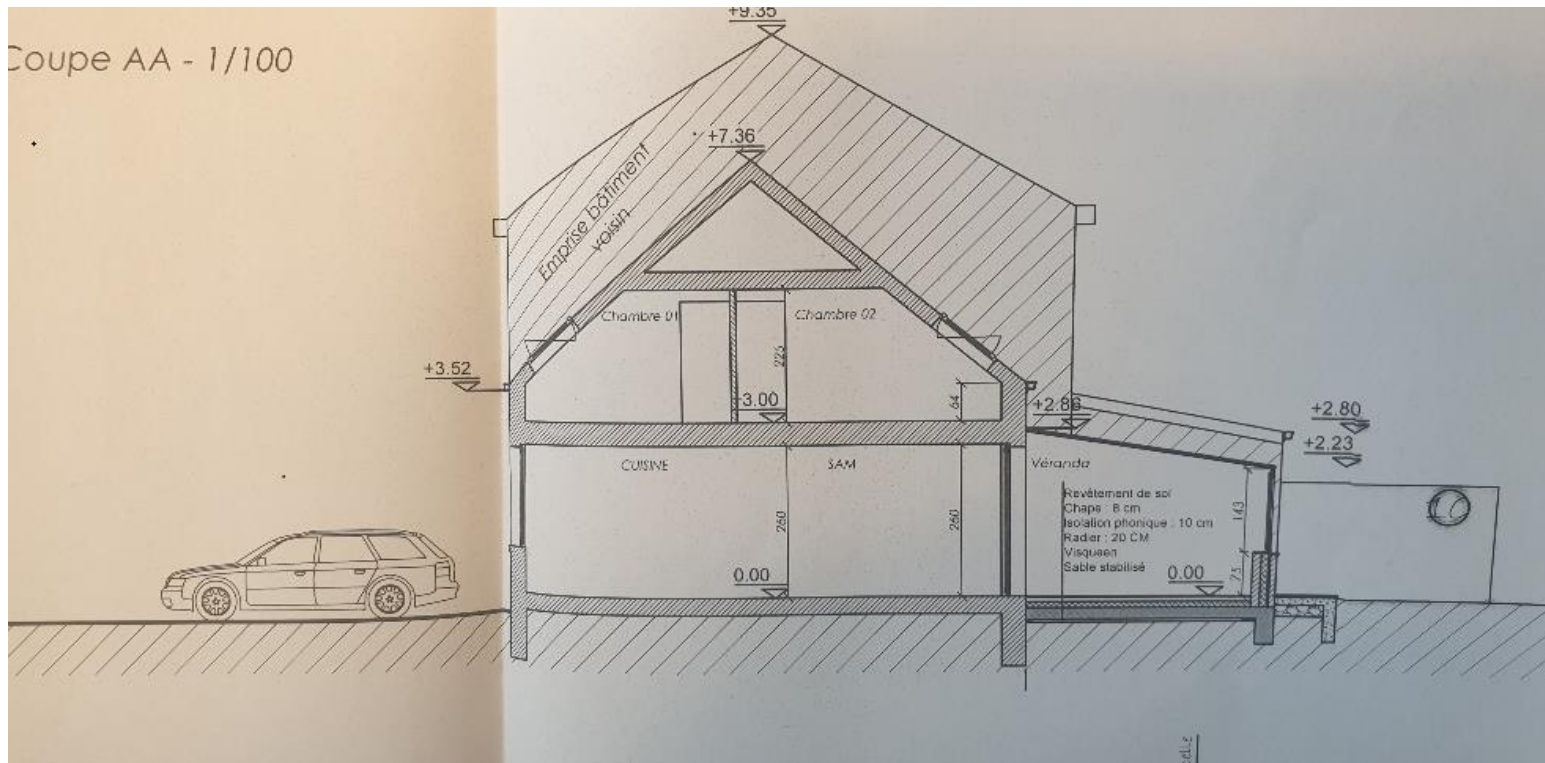 +9.35
Coupe AA - 1/100
+7.36
Emprise bâtiment
voisin
Chambre 01
Chambre 02
225
+3.52
+3.00
64
+2.86
+2.80
+2.23
CUISINE
SAM
Véranda
260
260
Revêtement de sol
Chape : 8 cm
Isolation phonique : 10 cm
Radier : 20 CM
Visqueen
Sable stabilisé
143
75
0.00
0.00